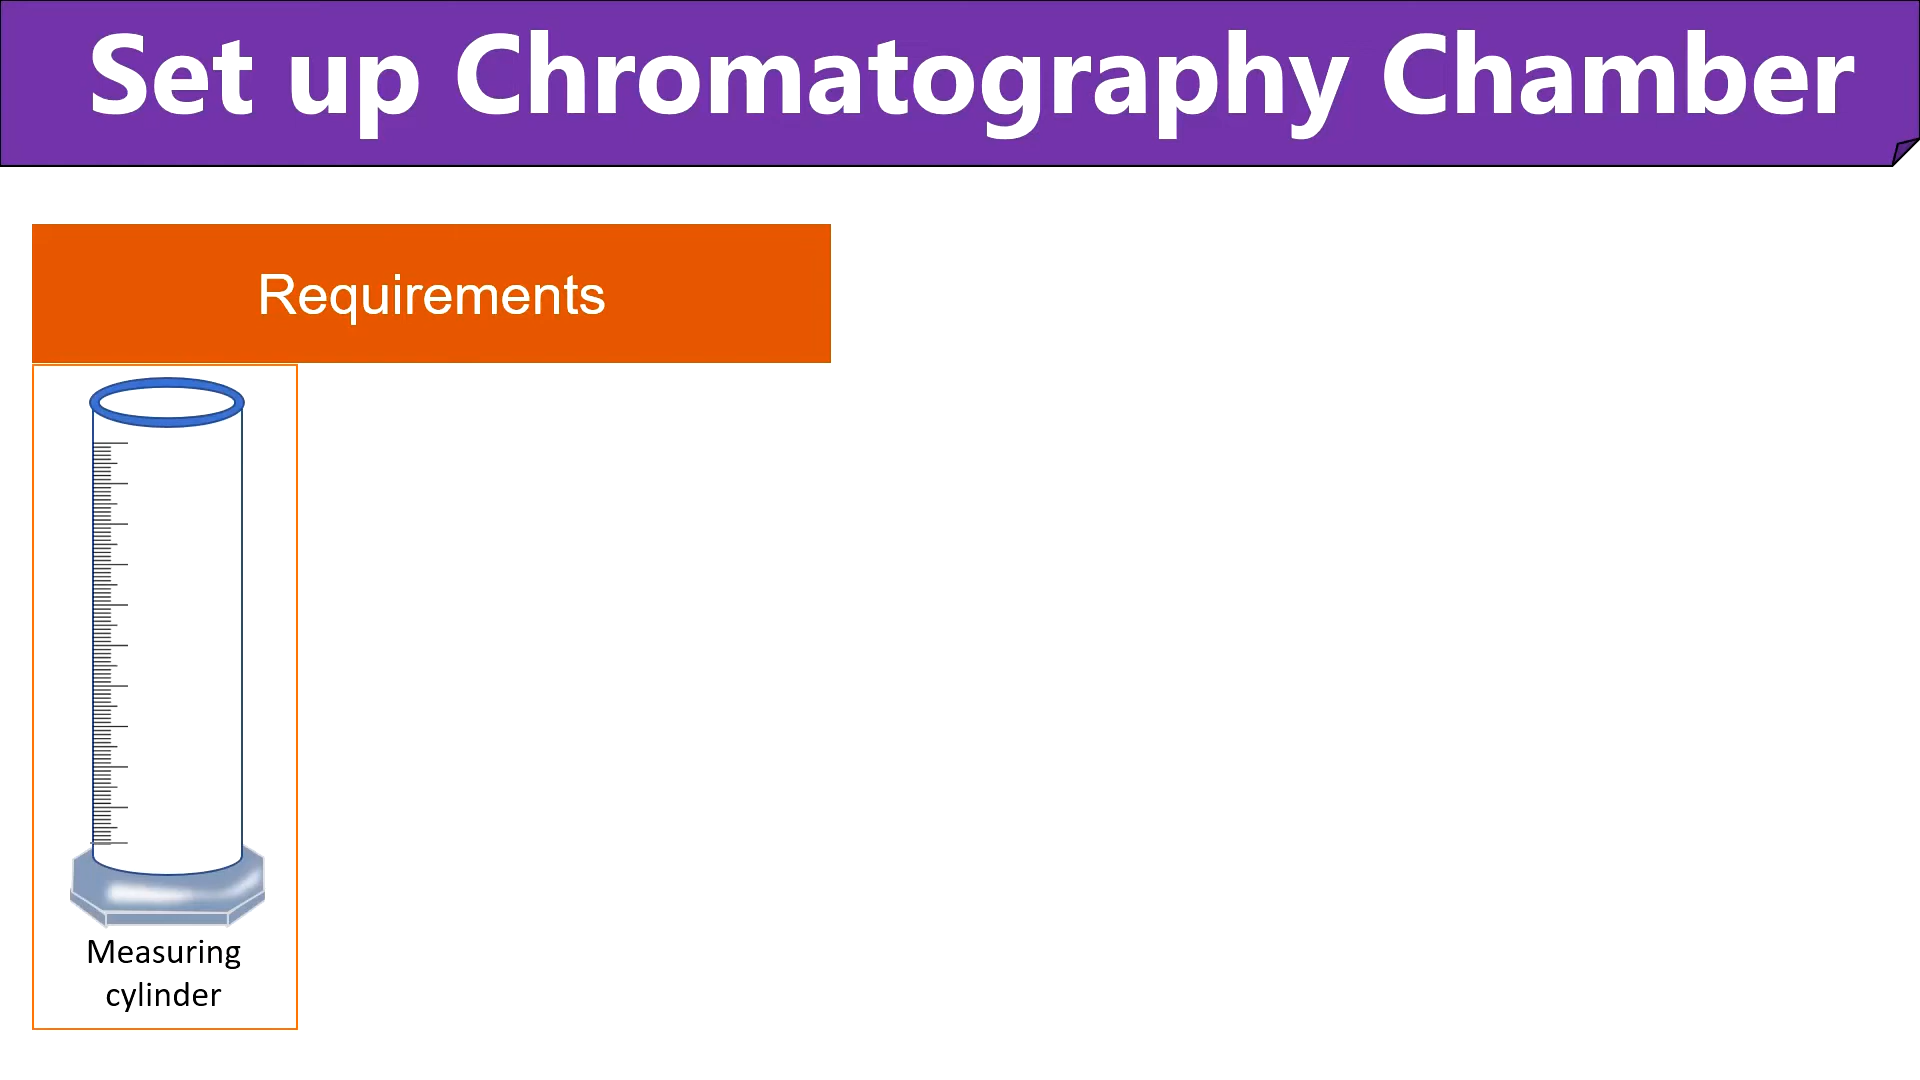 Set up Chromatography Chamber
Requirements
Measuring
cylinder